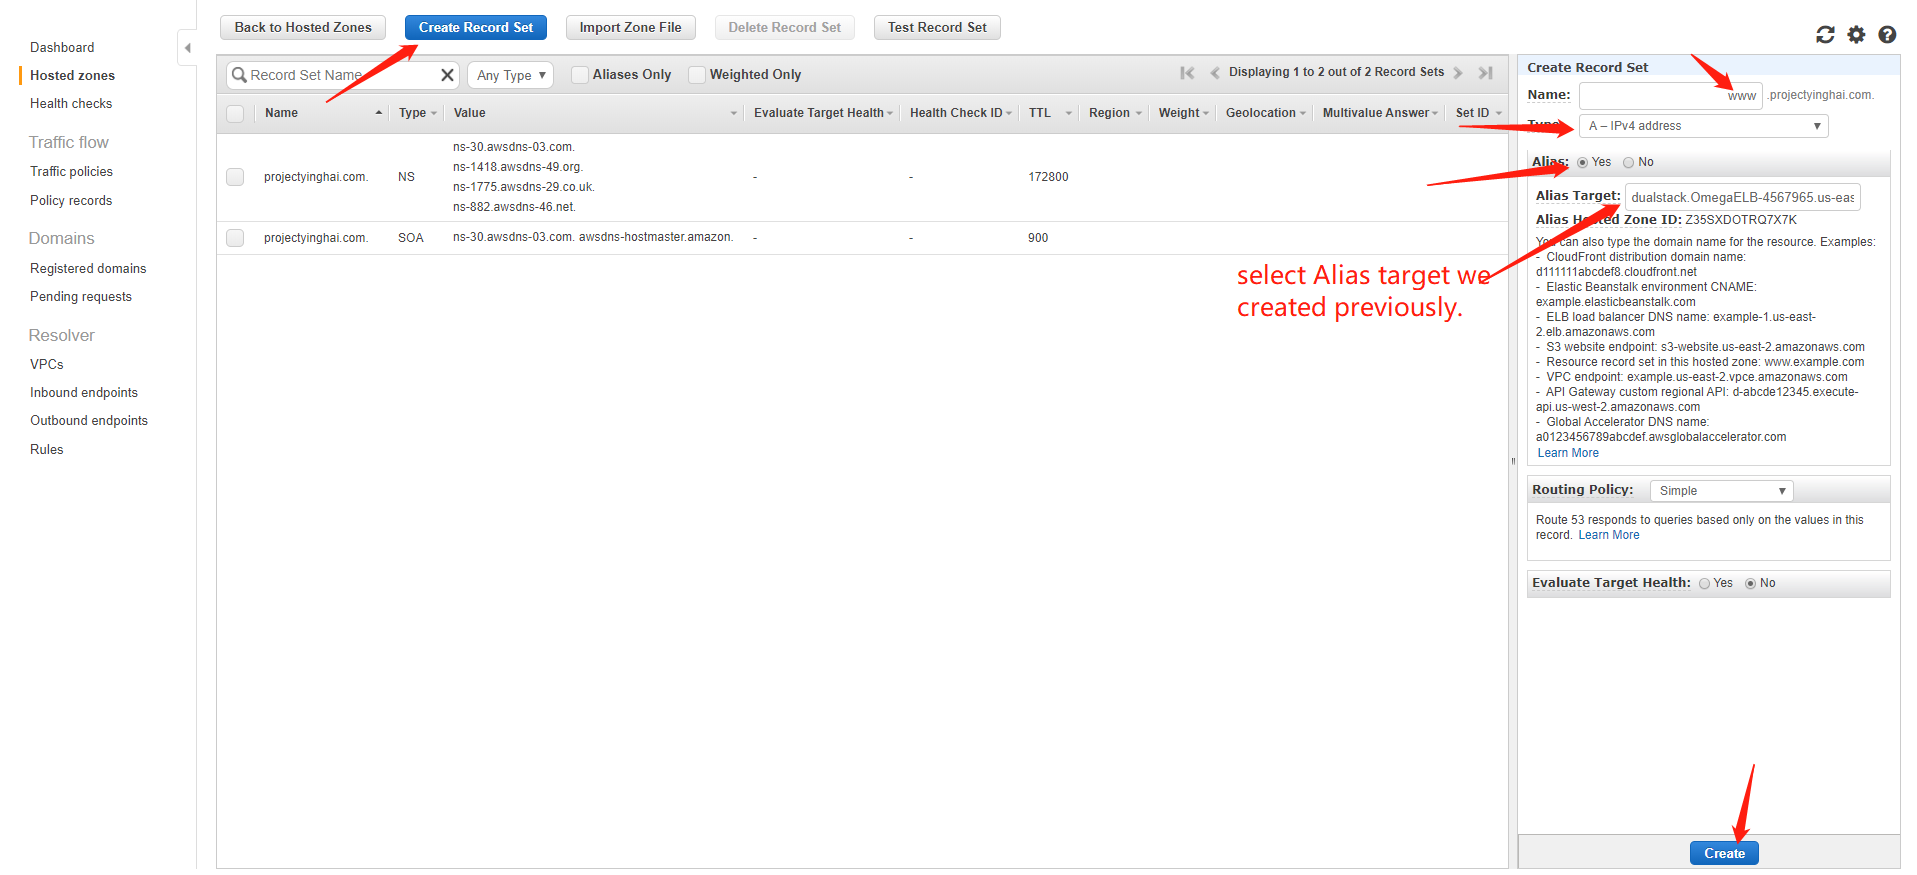 Back to Hosted Zones
Create Record Set
Import Zone File
Delete Record Set
Test Record Set
Dashboard
Hosted zones
Health checks
Traffic flow
Traffic policies
Policy records
Domains
Registered domains
Pending requests
Resolver
VPCs
Inbound endpoints
Outbound endpoints
Rules
Record Set Name
Any Type
Aliases Only
Weighted Only
Displaying 1 to 2 out of 2 Record Sets
Name Type Value Evaluate Target Health Health Check ID TTL Region Weight Geolocation Multivalue Answer Set ID
ns-30.awsdns-03.com.
ns-1418.awsdns-49.org.
projectyinghai.com. NS - - 172800
ns-1775.awsdns-29.co.uk.
ns-882.awsdns-46.net.
projectyinghai.com. SOA ns-30.awsdns-03.com. awsdns-hostmaster.amazon. - - 900
select Alias target we
created previously.
Create Record Set
Name: www .projectyinghai.com.
Type: A – IPv4 address
Alias: Yes No
Alias Target: dualstack.OmegaELB-4567965.us-eas
Alias Hosted Zone ID: Z35SXDOTRQ7X7K
You can also type the domain name for the resource. Examples:
- CloudFront distribution domain name:
d111111abcdef8.cloudfront.net
- Elastic Beanstalk environment CNAME:
example.elasticbeanstalk.com
- ELB load balancer DNS name: example-1.us-east-
2.elb.amazonaws.com
- S3 website endpoint: s3-website.us-east-2.amazonaws.com
- Resource record set in this hosted zone: www.example.com
- VPC endpoint: example.us-east-2.vpce.amazonaws.com
- API Gateway custom regional API: d-abcde12345.execute-
api.us-west-2.amazonaws.com
- Global Accelerator DNS name:
a0123456789abcdef.awsglobalaccelerator.com
Learn More
Routing Policy: Simple
Route 53 responds to queries based only on the values in this
record. Learn More
Evaluate Target Health: Yes No
Create